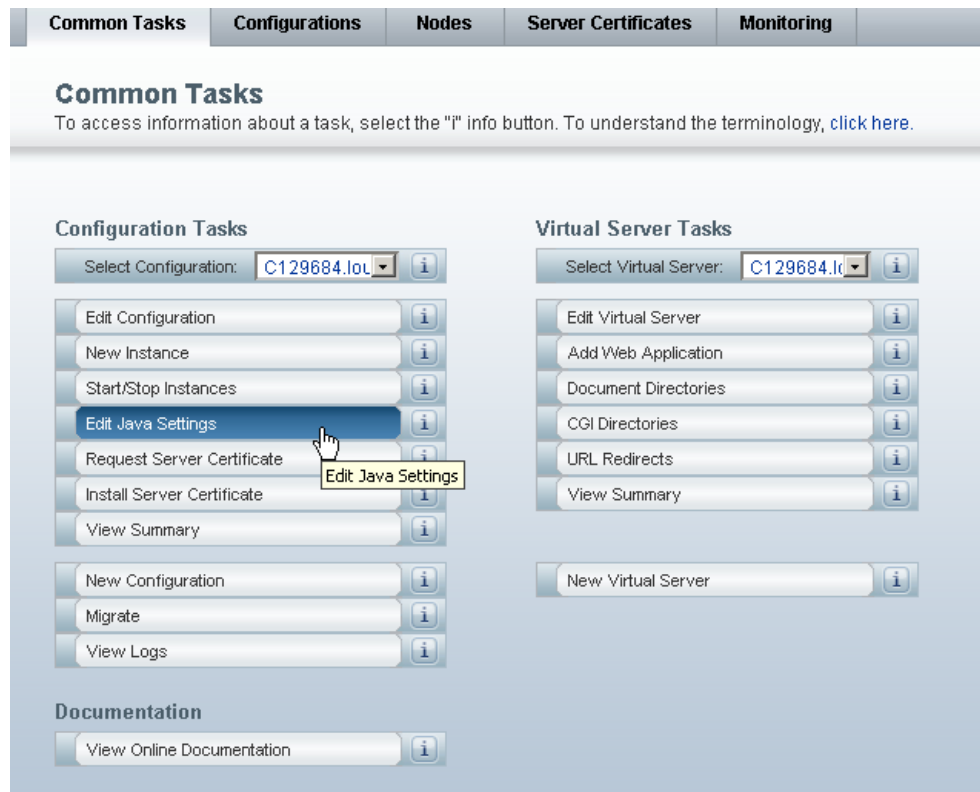 Common Tasks
Configurations
Nodes
Server Certificates
Monitoring
Common Tasks
To access information about a task, select the "i" info button. To understand the terminology, click here.
Configuration Tasks
Select Configuration: C129684.lou i
Edit Configuration i
New Instance i
Start/Stop Instances i
Edit Java Settings i
Request Server Certificate i
Edit Java Settings
Install Server Certificate i
View Summary i
New Configuration i
Migrate i
View Logs i
Documentation
View Online Documentation i
Virtual Server Tasks
Select Virtual Server: C129684.l i
Edit Virtual Server i
Add Web Application i
Document Directories i
CGI Directories i
URL Redirects i
View Summary i
New Virtual Server i